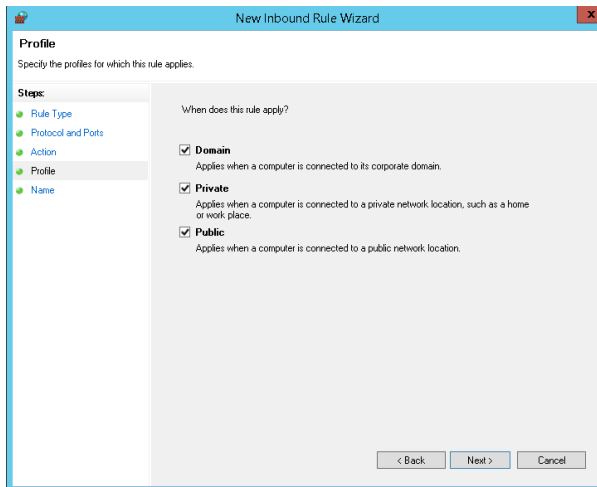 New Inbound Rule Wizard
x
Profile
Specify the profiles for which this rule applies.
Steps:
Rule Type
Protocol and Ports
Action
Profile
Name
When does this rule apply?
Domain
Applies when a computer is connected to its corporate domain.
Private
Applies when a computer is connected to a private network location, such as a home
or work place.
Public
Applies when a computer is connected to a public network location.
< Back
Next >
Cancel